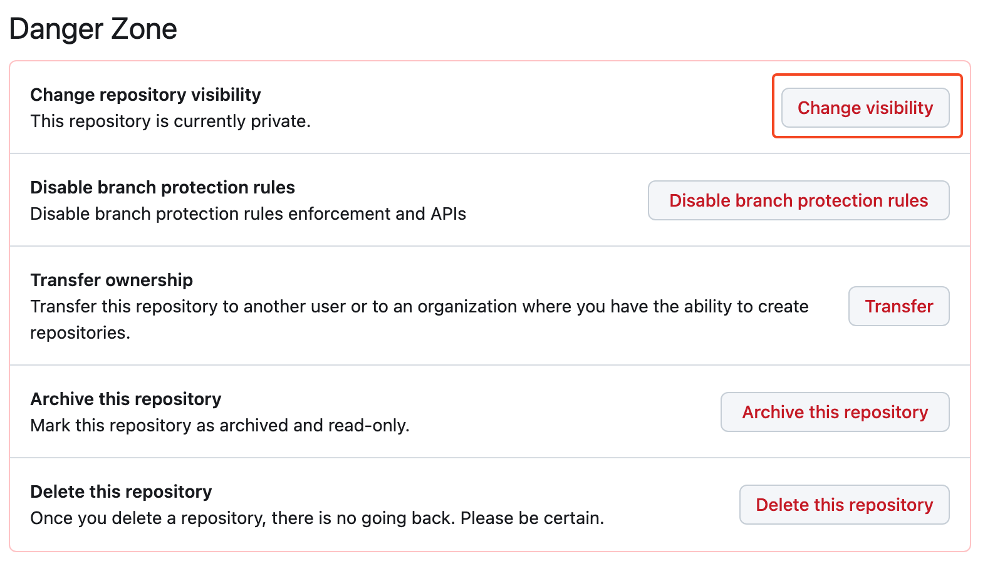 Danger Zone
Change repository visibility
This repository is currently private.
Change visibility
Disable branch protection rules
Disable branch protection rules enforcement and APIs
Disable branch protection rules
Transfer ownership
Transfer this repository to another user or to an organization where you have the ability to create
repositories.
Transfer
Archive this repository
Mark this repository as archived and read-only.
Archive this repository
Delete this repository
Once you delete a repository, there is no going back. Please be certain.
Delete this repository